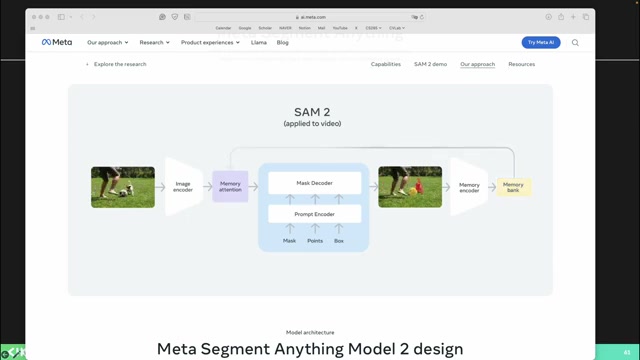 ai.meta.com
Calendar Google Scholar NAVER Notion Mail YouTube X CSE
Meta Our approach Research Product experiences Llama Blog Try Meta AI
Explore the research Capabilities SAM 2 demo Our approach Resources
SAM 2
(applied to video)
Image encoder
Memory attention
Mask Decoder
Prompt Encoder
Mask Points Box
Memory encoder
Memory bank
Model architecture
Meta Segment Anything Model 2 design